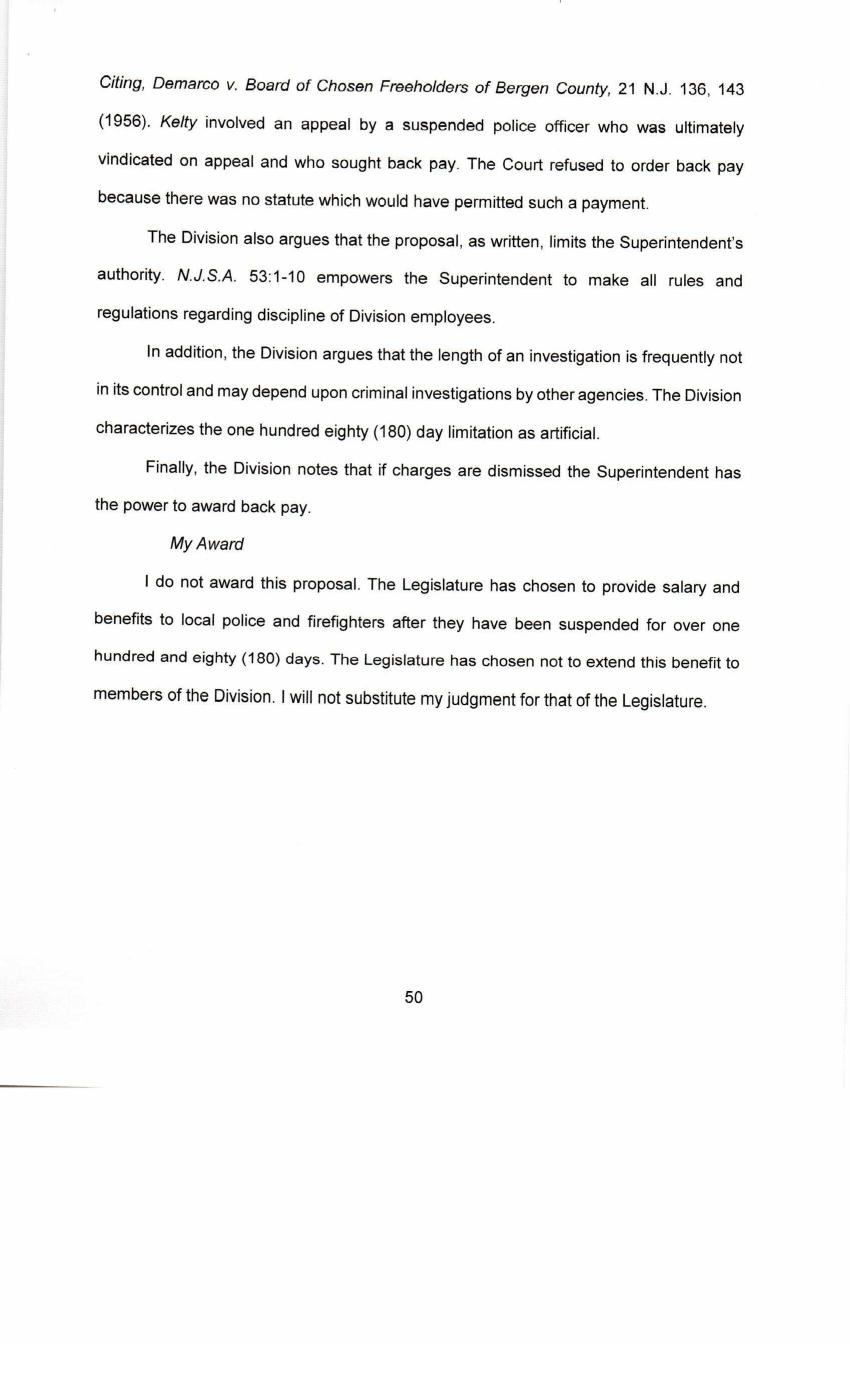 Citing, Demarco v. Board of Chosen Freeholders of Bergen County, 21 N.J. 136, 143
(1956). Kelty involved an appeal by a suspended police officer who was ultimately
vindicated on appeal and who sought back pay. The Court refused to order back pay
because there was no statute which would have permitted such a payment.
The Division also argues that the proposal, as written, limits the Superintendent's
authority. N.J.S.A. 53:1-10 empowers the Superintendent to make all rules and
regulations regarding discipline of Division employees.
In addition, the Division argues that the length of an investigation is frequently not
in its control and may depend upon criminal investigations by other agencies. The Division
characterizes the one hundred eighty (180) day limitation as artificial.
Finally, the Division notes that if charges are dismissed the Superintendent has
the power to award back pay.
My Award
I do not award this proposal. The Legislature has chosen to provide salary and
benefits to local police and firefighters after they have been suspended for over one
hundred and eighty (180) days. The Legislature has chosen not to extend this benefit to
members of the Division. I will not substitute my judgment for that of the Legislature.
50